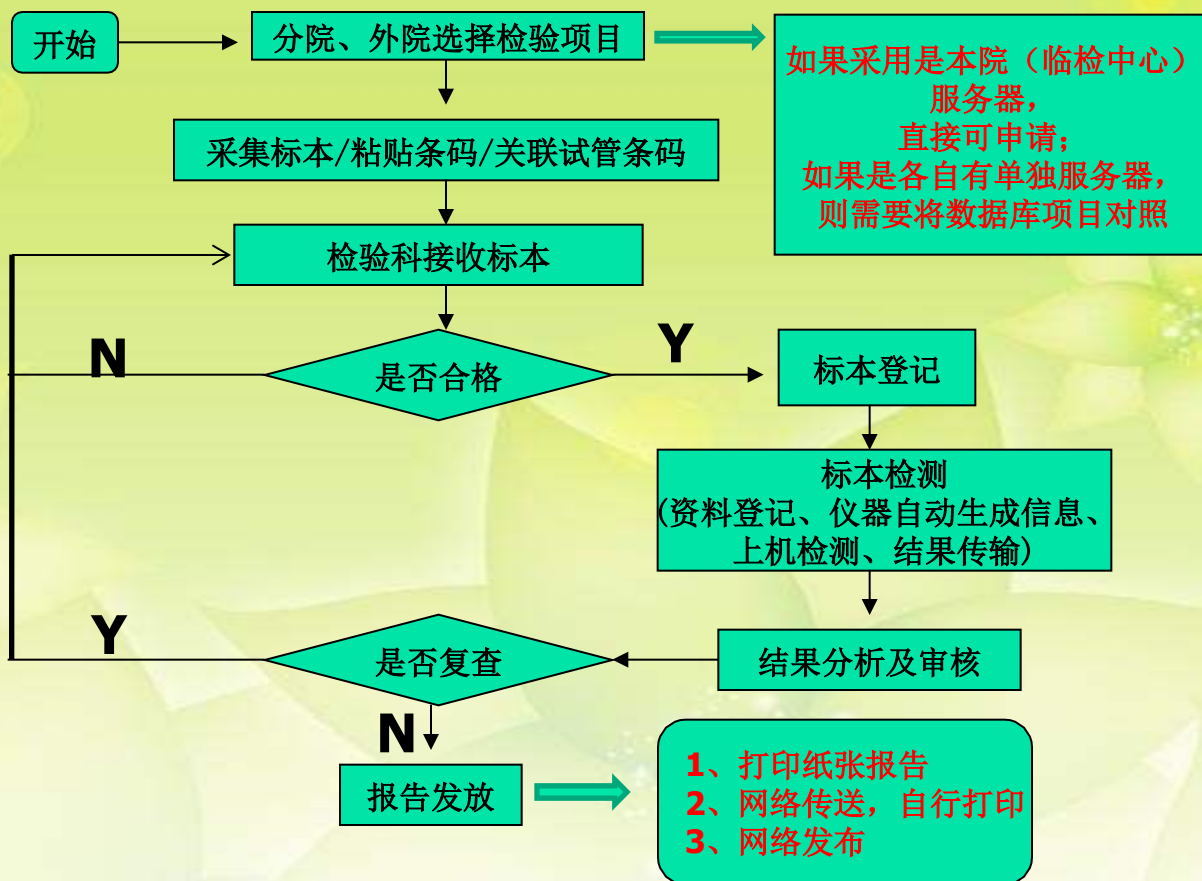 开始
分院、外院选择检验项目
如果采用是本院（临检中心）
服务器，
直接可申请；
如果是各自有单独服务器，
则需要将数据库项目对照
采集标本/粘贴条码/关联试管条码
检验科接收标本
N
是否合格
Y
标本登记
标本检测
(资料登记、仪器自动生成信息、
上机检测、结果传输)
Y
是否复查
结果分析及审核
N
报告发放
1、打印纸张报告
2、网络传送，自行打印
3、网络发布